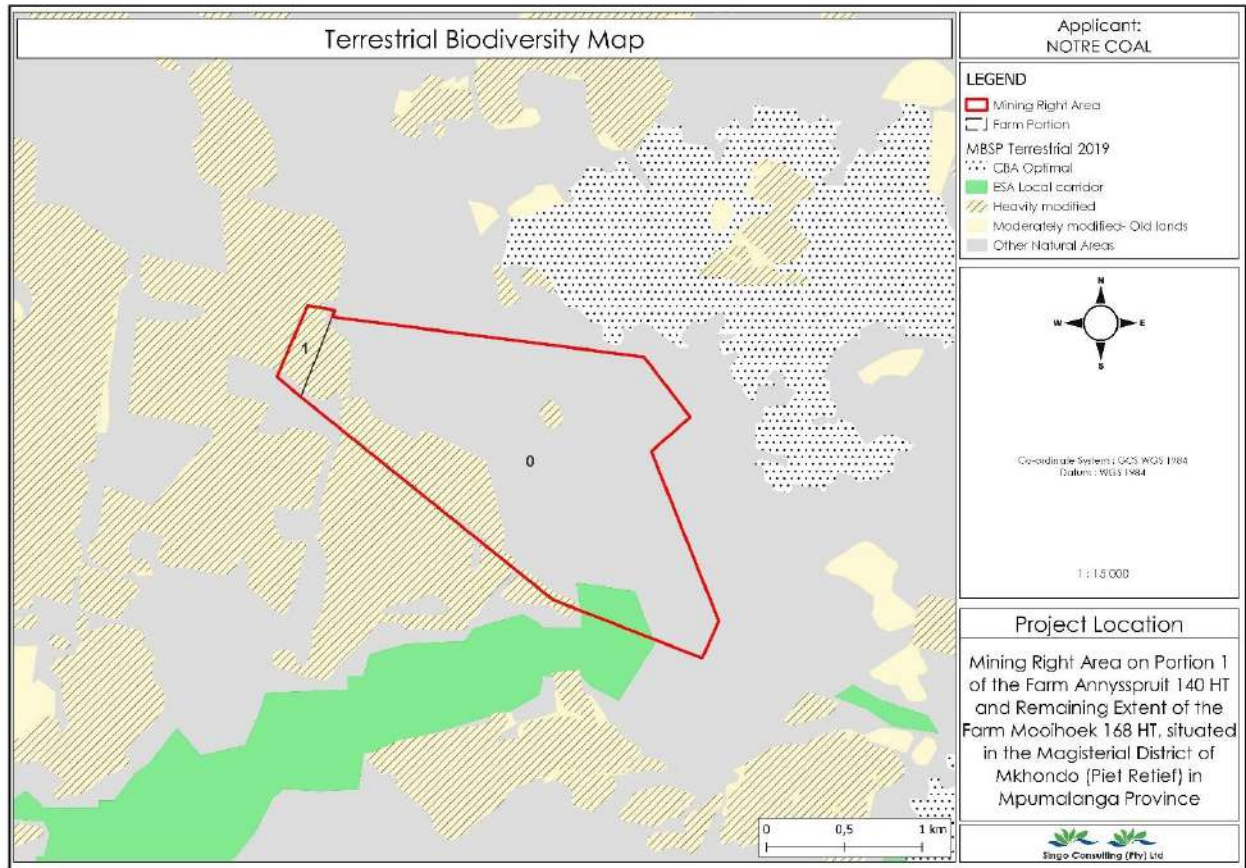 Terrestrial Biodiversity Map
Applicant:
NOTRE COAL
LEGEND
Mining Right Area
Farm Portion
MBSP Terrestrial 2019
CBA Optimal
ESA Local corridor
Heavily modified
Moderately modified- Old lands
Other Natural Areas
N
W
E
S
Co-ordinate System : GCS WGS 1984
Datum : WGS 1984
1 : 15 000
Project Location
Mining Right Area on Portion 1
of the Farm Annysspruit 140 HT
and Remaining Extent of the
Farm Mooihoek 168 HT, situated
in the Magisterial District of
Mkhondo (Piet Retief) in
Mpumalanga Province
Singo Consulting (Pty) Ltd
1
0
0 0,5 1 km